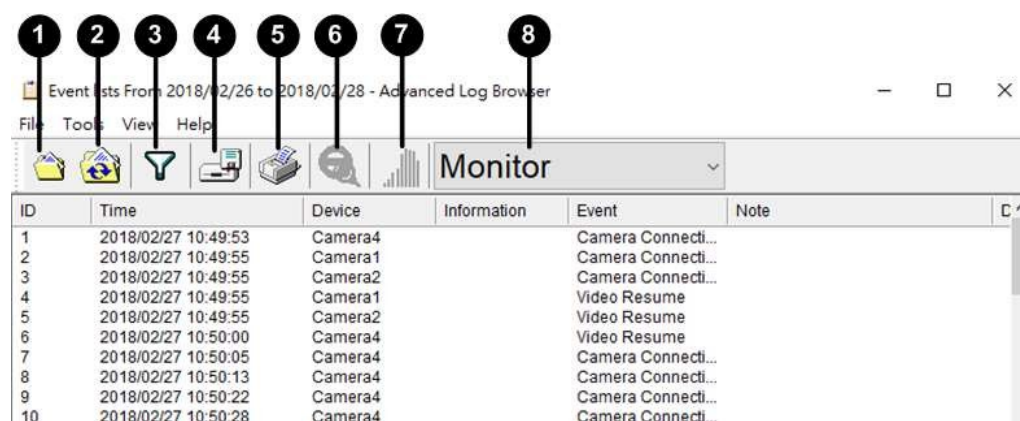 1 2 3 4 5 6 7 8
Event lists From 2018/02/26 to 2018/02/28 - Advanced Log Browser
File Tools View Help
Monitor
ID Time Device Information Event Note D
1 2018/02/27 10:49:53 Camera4 Camera Connecti...
2 2018/02/27 10:49:55 Camera1 Camera Connecti...
3 2018/02/27 10:49:55 Camera2 Camera Connecti...
4 2018/02/27 10:49:55 Camera1 Video Resume
5 2018/02/27 10:49:55 Camera2 Video Resume
6 2018/02/27 10:50:00 Camera4 Video Resume
7 2018/02/27 10:50:05 Camera4 Camera Connecti...
8 2018/02/27 10:50:13 Camera4 Camera Connecti...
9 2018/02/27 10:50:22 Camera4 Camera Connecti...
10 2018/02/27 10:50:28 Camera4 Camera Connecti...